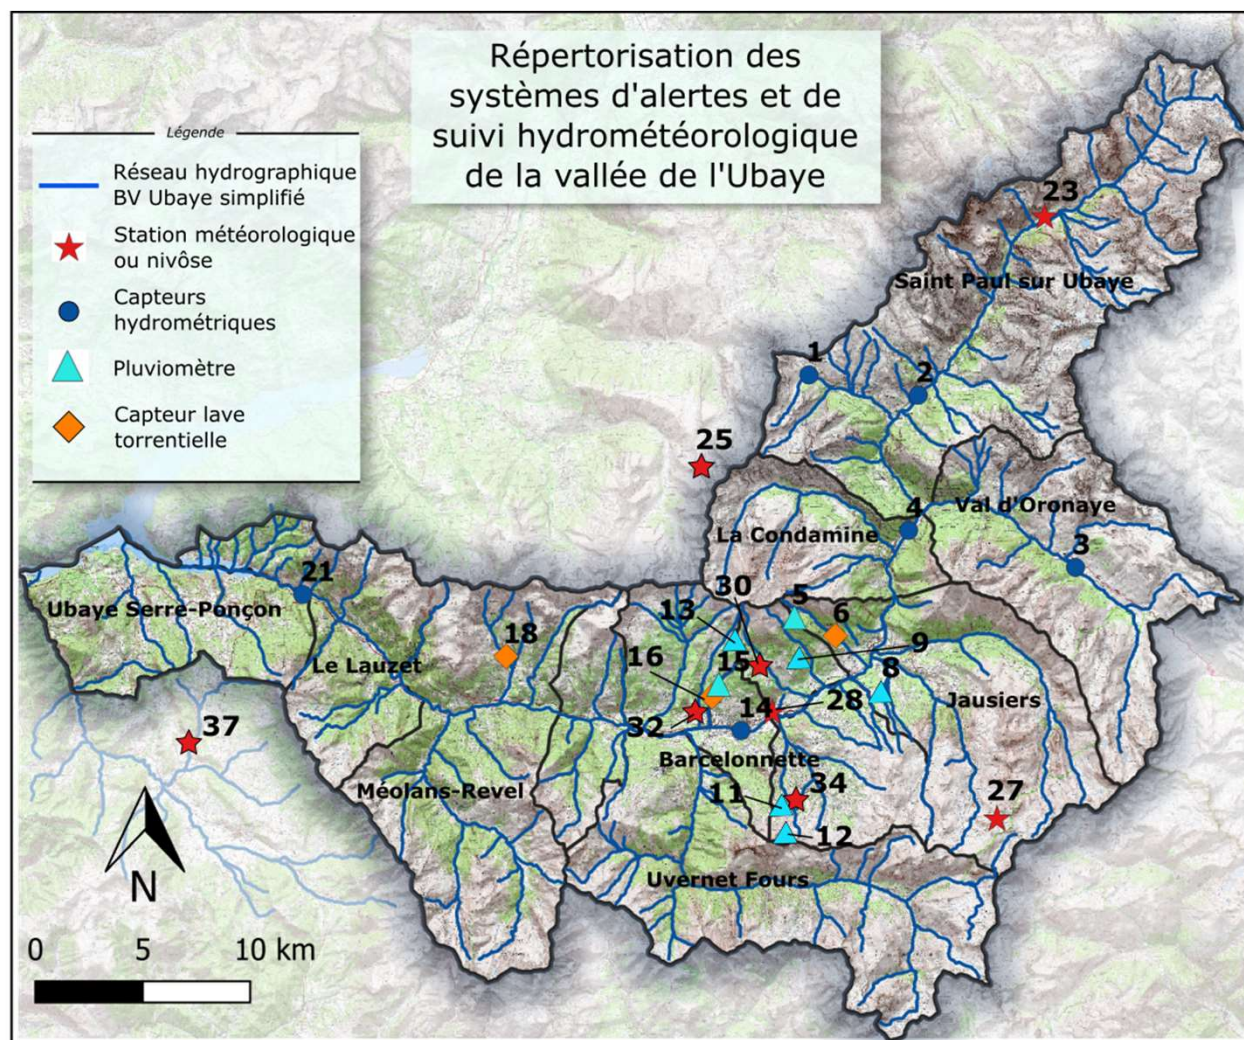 Répertorisation des
systèmes d'alertes et de
suivi hydrométéorologique
de la vallée de l'Ubaye
Légende
Réseau hydrographique
BV Ubaye simplifié
Station météorologique
ou nivôse
Capteurs
hydrométriques
Pluviomètre
Capteur lave
torrentielle
23
Saint Paul sur Ubaye
1
2
25
4
Val d'Oronaye
La Condamine
3
21
30
5
Ubaye Serre-Ponçon
13
6
18
9
Le Lauzet
16
15
8
Jausiers
37
32
14
28
Barcelonnette
Méolans-Revel
11
34
27
12
Uvernet Fours
N
0
5
10 km